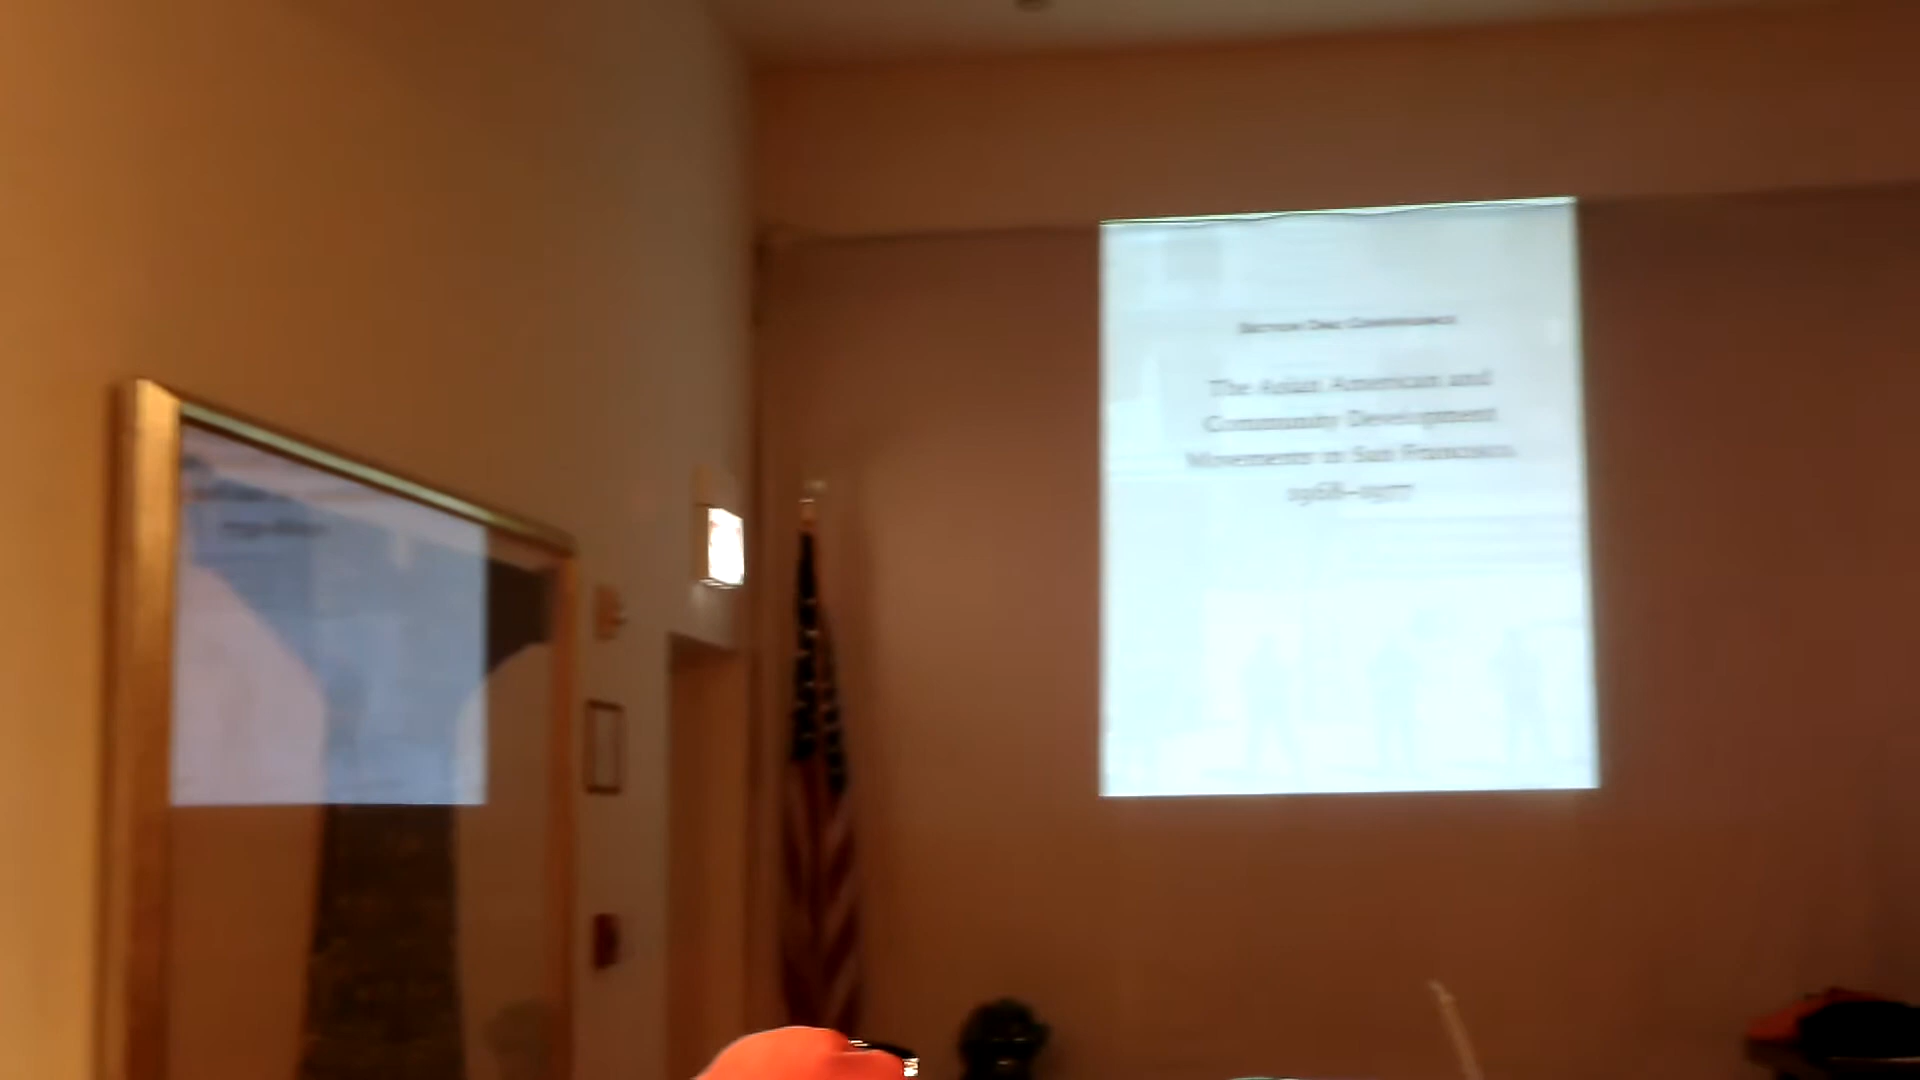 The Asian American and
Community Development
Movements in San Francisco,
1968–1977